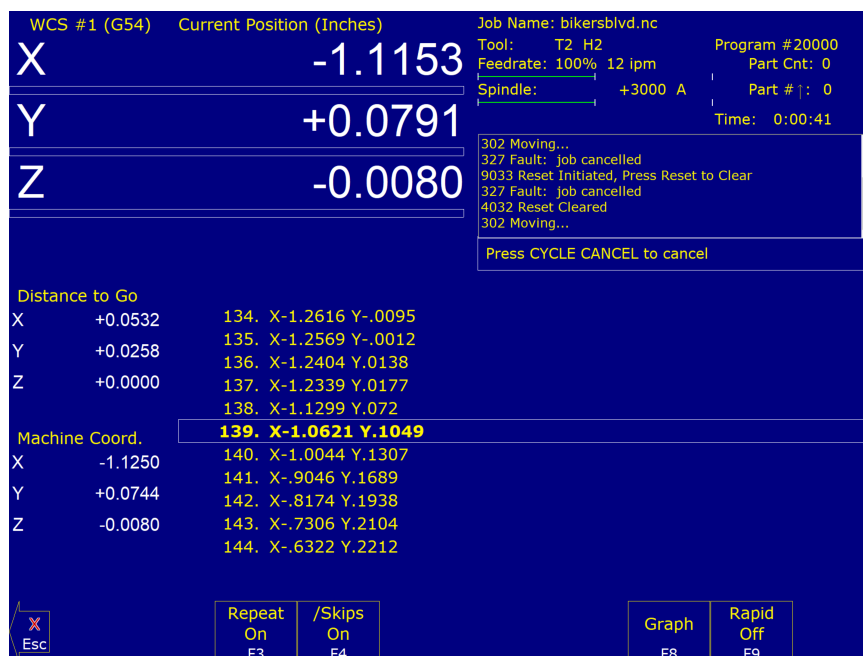 WCS #1 (G54) Current Position (Inches)
X -1.1153
Y +0.0791
Z -0.0080
Job Name: bikersblvd.nc
Tool: T2 H2 Program #20000
Feedrate: 100% 12 ipm Part Cnt: 0
Spindle: +3000 A Part #↑: 0
Time: 0:00:41
302 Moving...
327 Fault: job cancelled
9033 Reset Initiated, Press Reset to Clear
327 Fault: job cancelled
4032 Reset Cleared
302 Moving...
Press CYCLE CANCEL to cancel
Distance to Go
X +0.0532
Y +0.0258
Z +0.0000
Machine Coord.
X -1.1250
Y +0.0744
Z -0.0080
134. X-1.2616 Y-.0095
135. X-1.2569 Y-.0012
136. X-1.2404 Y.0138
137. X-1.2339 Y.0177
138. X-1.1299 Y.072
139. X-1.0621 Y.1049
140. X-1.0044 Y.1307
141. X-.9046 Y.1689
142. X-.8174 Y.1938
143. X-.7306 Y.2104
144. X-.6322 Y.2212
X
Esc
Repeat
On
F3
/Skips
On
F4
Graph
F8
Rapid
Off
F9